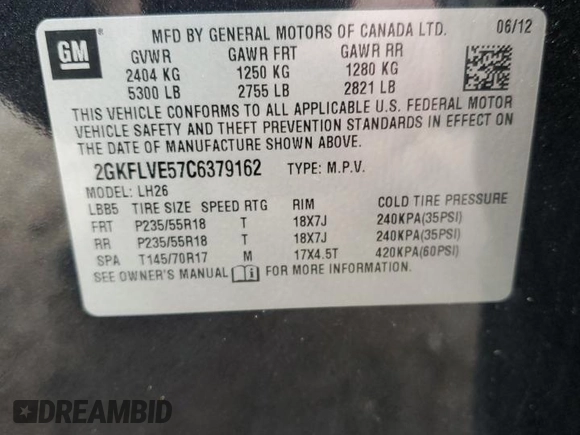 GM
MFD BY GENERAL MOTORS OF CANADA LTD. 06/12
GVWR GAWR FRT GAWR RR
2404 KG 1250 KG 1280 KG
5300 LB 2755 LB 2821 LB
THIS VEHICLE CONFORMS TO ALL APPLICABLE U.S. FEDERAL MOTOR
VEHICLE SAFETY AND THEFT PREVENTION STANDARDS IN EFFECT ON
THE DATE OF MANUFACTURE SHOWN ABOVE.
2GKFLVE57C6379162 TYPE: M.P.V.
MODEL: LH26
LBB5 TIRE SIZE SPEED RTG RIM COLD TIRE PRESSURE
FRT P235/55R18 T 18X7J 240KPA(35PSI)
RR P235/55R18 T 18X7J 240KPA(35PSI)
SPA T145/70R17 M 17X4.5T 420KPA(60PSI)
SEE OWNER'S MANUAL FOR MORE INFORMATION.
DREAMBID